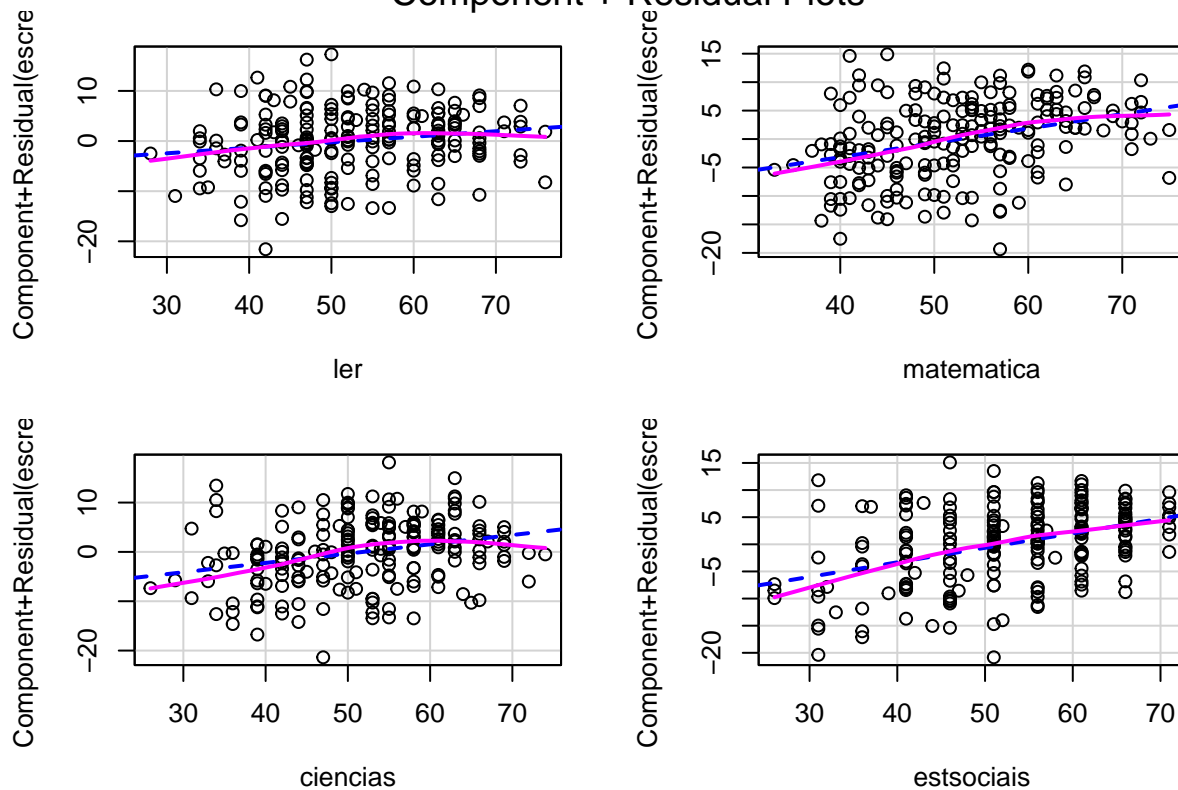 Component + Residual Plots
Component+Residual(escre
−20
0
10
30 40 50 60 70
ler
Component+Residual(escre
−20
−5
5
15
40 50 60 70
matematica
Component+Residual(escre
−20
0
10
30 40 50 60 70
ciencias
Component+Residual(escre
−20
−5
5
15
30 40 50 60 70
estsociais